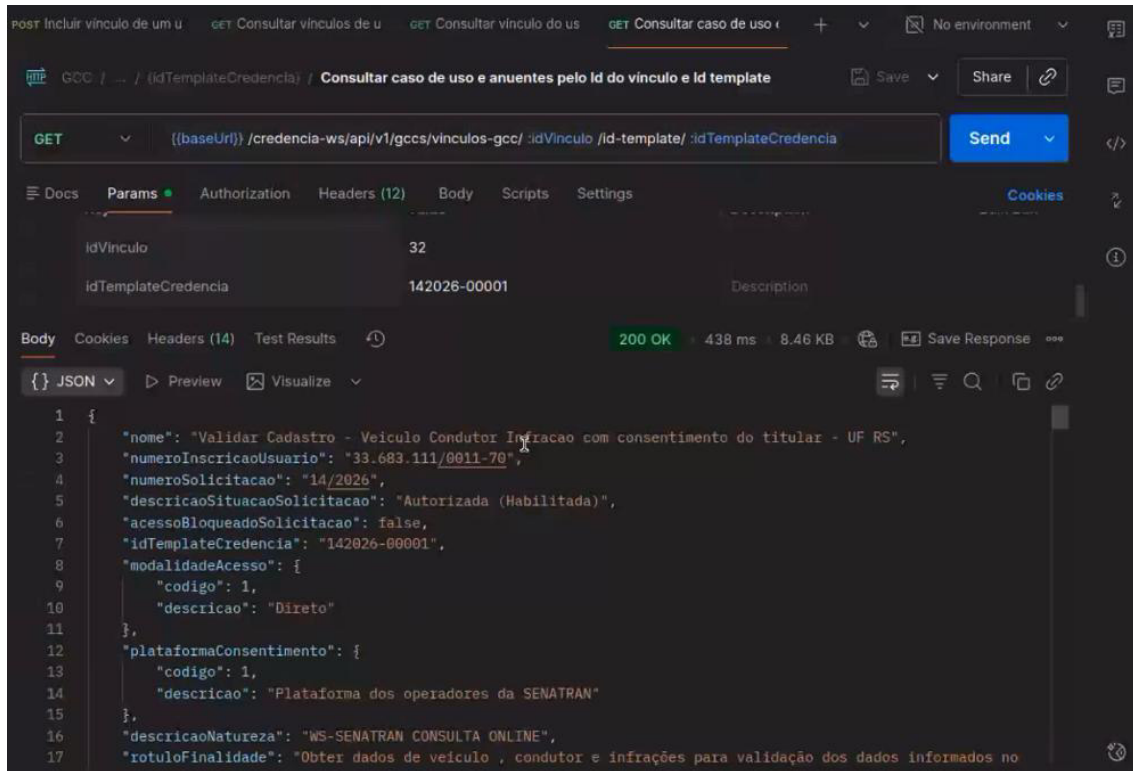 POST Incluir vínculo de um u GET Consultar vínculos de u GET Consultar vínculo do us GET Consultar caso de uso e No environment
HTTP GCC / ... / {idTemplateCredencia} / Consultar caso de uso e anuentes pelo Id do vínculo e Id template Save Share
GET {{baseUrl}} /credencia-ws/api/v1/gccs/vinculos-gcc/ :idVinculo /id-template/ :idTemplateCredencia Send
Docs Params Authorization Headers (12) Body Scripts Settings Cookies
idVinculo 32
idTemplateCredencia 142026-00001 Description
Body Cookies Headers (14) Test Results 200 OK 438 ms 8.46 KB Save Response
{} JSON Preview Visualize
1 {
2 "nome": "Validar Cadastro - Veiculo Condutor Infracao com consentimento do titular - UF RS",
3 "numeroInscricaoUsuario": "33.683.111/0011-70",
4 "numeroSolicitacao": "14/2026",
5 "descricaoSituacaoSolicitacao": "Autorizada (Habilitada)",
6 "acessoBloqueadoSolicitacao": false,
7 "idTemplateCredencia": "142026-00001",
8 "modalidadeAcesso": {
9 "codigo": 1,
10 "descricao": "Direto"
11 },
12 "plataformaConsentimento": {
13 "codigo": 1,
14 "descricao": "Plataforma dos operadores da SENATRAN"
15 },
16 "descricaoNatureza": "WS-SENATRAN CONSULTA ONLINE",
17 "rotuloFinalidade": "Obter dados de veículo , condutor e infrações para validação dos dados informados no